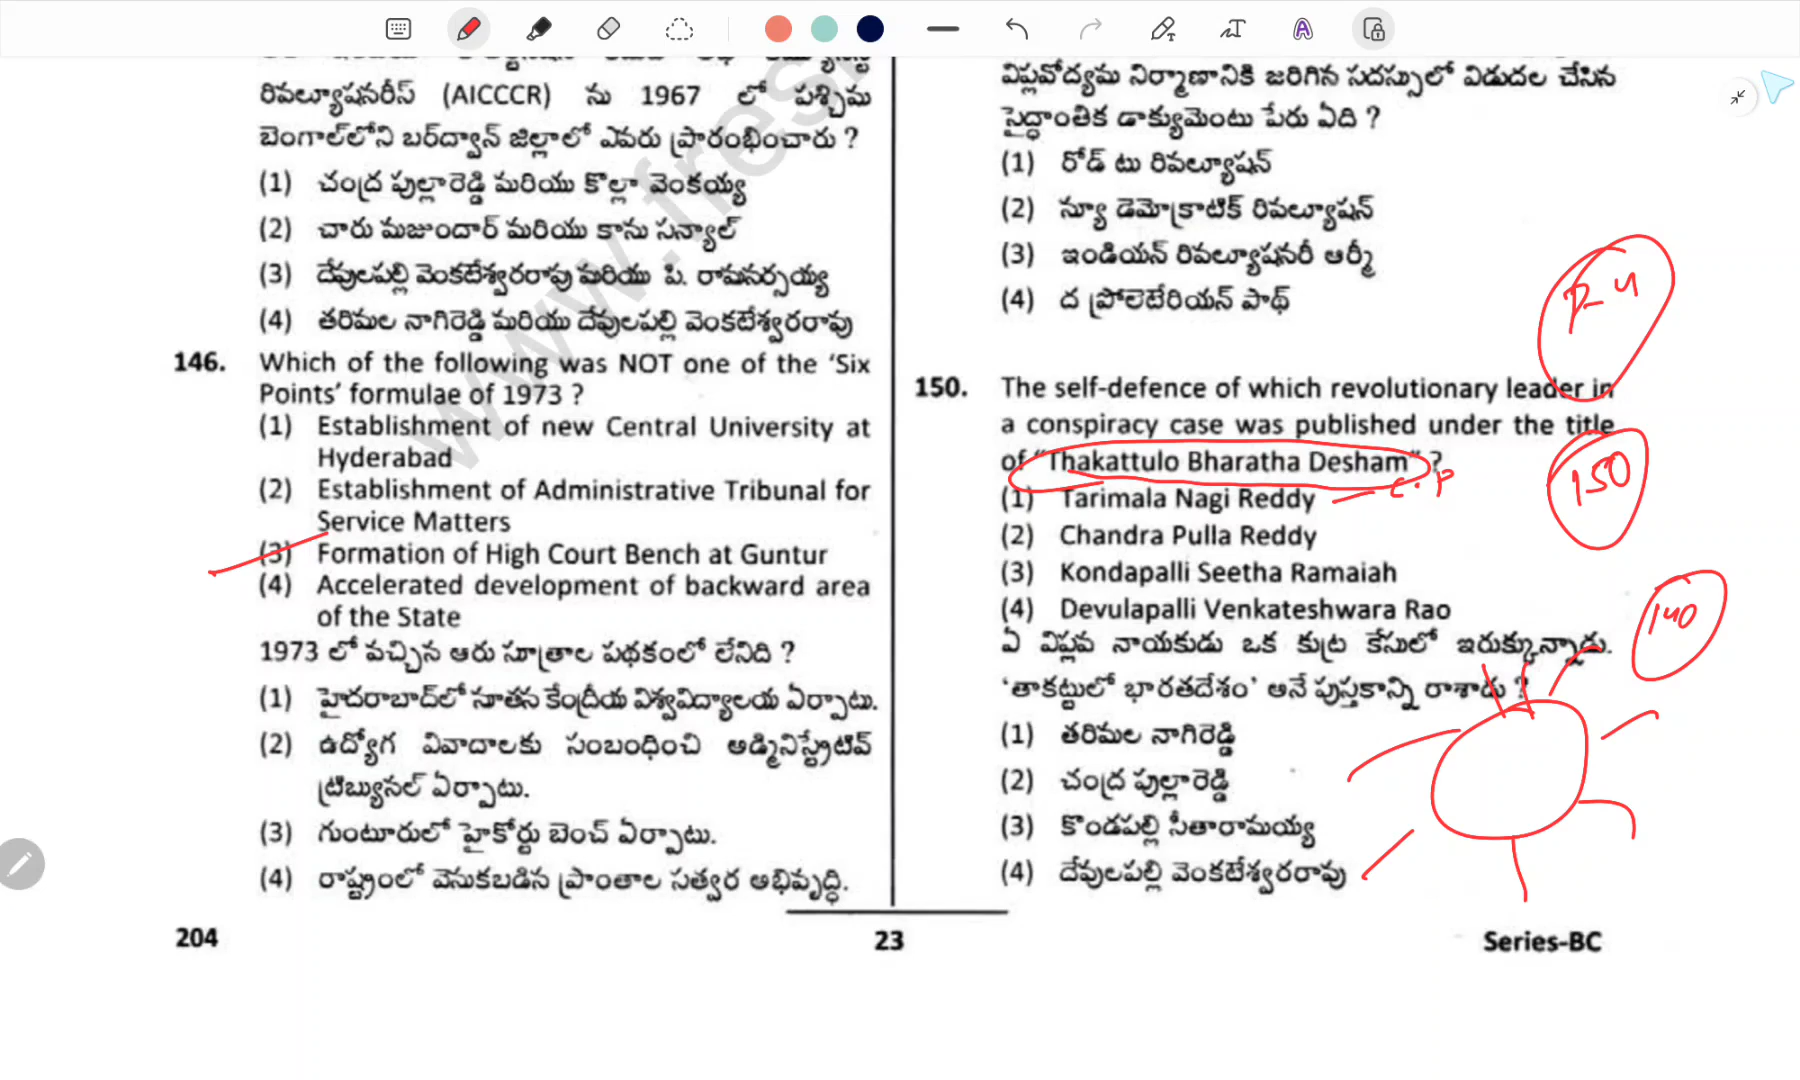 రివల్యూషనరీస్ (AICCCR) ను 1967 లో పశ్చిమ
బెంగాల్‌లోని బర్‌ద్వాన్ జిల్లాలో ఎవరు ప్రారంభించారు ?
(1) చంద్ర పుల్లారెడ్డి మరియు కొల్లా వెంకయ్య
(2) చారు మజుందార్ మరియు కాను సన్యాల్
(3) దేవులపల్లి వెంకటేశ్వరరావు మరియు పి. రామనర్సయ్య
(4) తరిమల నాగిరెడ్డి మరియు దేవులపల్లి వెంకటేశ్వరరావు
146. Which of the following was NOT one of the ‘Six
Points’ formulae of 1973 ?
(1) Establishment of new Central University at
Hyderabad
(2) Establishment of Administrative Tribunal for
Service Matters
(3) Formation of High Court Bench at Guntur
(4) Accelerated development of backward area
of the State
1973 లో వచ్చిన ఆరు సూత్రాల పథకంలో లేనిది ?
(1) హైదరాబాద్‌లో నూతన కేంద్రీయ విశ్వవిద్యాలయ ఏర్పాటు.
(2) ఉద్యోగ వివాదాలకు సంబంధించి ఆడ్మినిస్ట్రేటివ్
ట్రిబ్యునల్ ఏర్పాటు.
(3) గుంటూరులో హైకోర్టు బెంచ్ ఏర్పాటు.
(4) రాష్ట్రంలో వెనుకబడిన ప్రాంతాల సత్వర అభివృద్ధి.
విప్లవోద్యమ నిర్మాణానికి జరిగిన సదస్సులో విడుదల చేసిన
సైద్ధాంతిక డాక్యుమెంటు పేరు ఏది ?
(1) రోడ్ టు రివల్యూషన్
(2) న్యూ డెమోక్రాటిక్ రివల్యూషన్
(3) ఇండియన్ రివల్యూషనరీ ఆర్మీ
(4) ద ప్రోలెటేరియన్ పాథ్
150. The self-defence of which revolutionary leader in
a conspiracy case was published under the title
of “Thakattulo Bharatha Desham” ?
(1) Tarimala Nagi Reddy
(2) Chandra Pulla Reddy
(3) Kondapalli Seetha Ramaiah
(4) Devulapalli Venkateshwara Rao
ఏ విప్లవ నాయకుడు ఒక కుట్ర కేసులో ఇరుక్కున్నాడు.
‘తాకట్టులో భారతదేశం’ అనే పుస్తకాన్ని రాశాడు ?
(1) తరిమల నాగిరెడ్డి
(2) చంద్ర పుల్లారెడ్డి
(3) కొండపల్లి సీతారామయ్య
(4) దేవులపల్లి వెంకటేశ్వరరావు
150
140
204
23
Series-BC